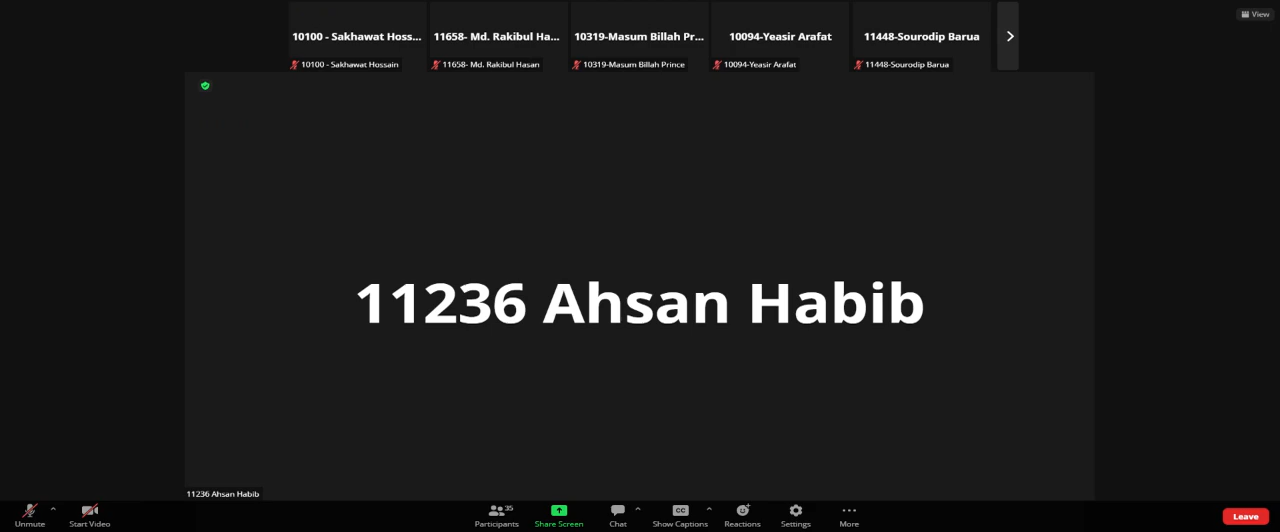 View
10100 - Sakhawat Hoss... 11658- Md. Rakibul Ha... 10319-Masum Billah Pr... 10094-Yeasir Arafat 11448-Sourodip Barua
10100 - Sakhawat Hossain 11658- Md. Rakibul Hasan 10319-Masum Billah Prince 10094-Yeasir Arafat 11448-Sourodip Barua
11236 Ahsan Habib
11236 Ahsan Habib
35 CC
Unmute Start Video Participants Share Screen Chat Show Captions Reactions Settings More Leave